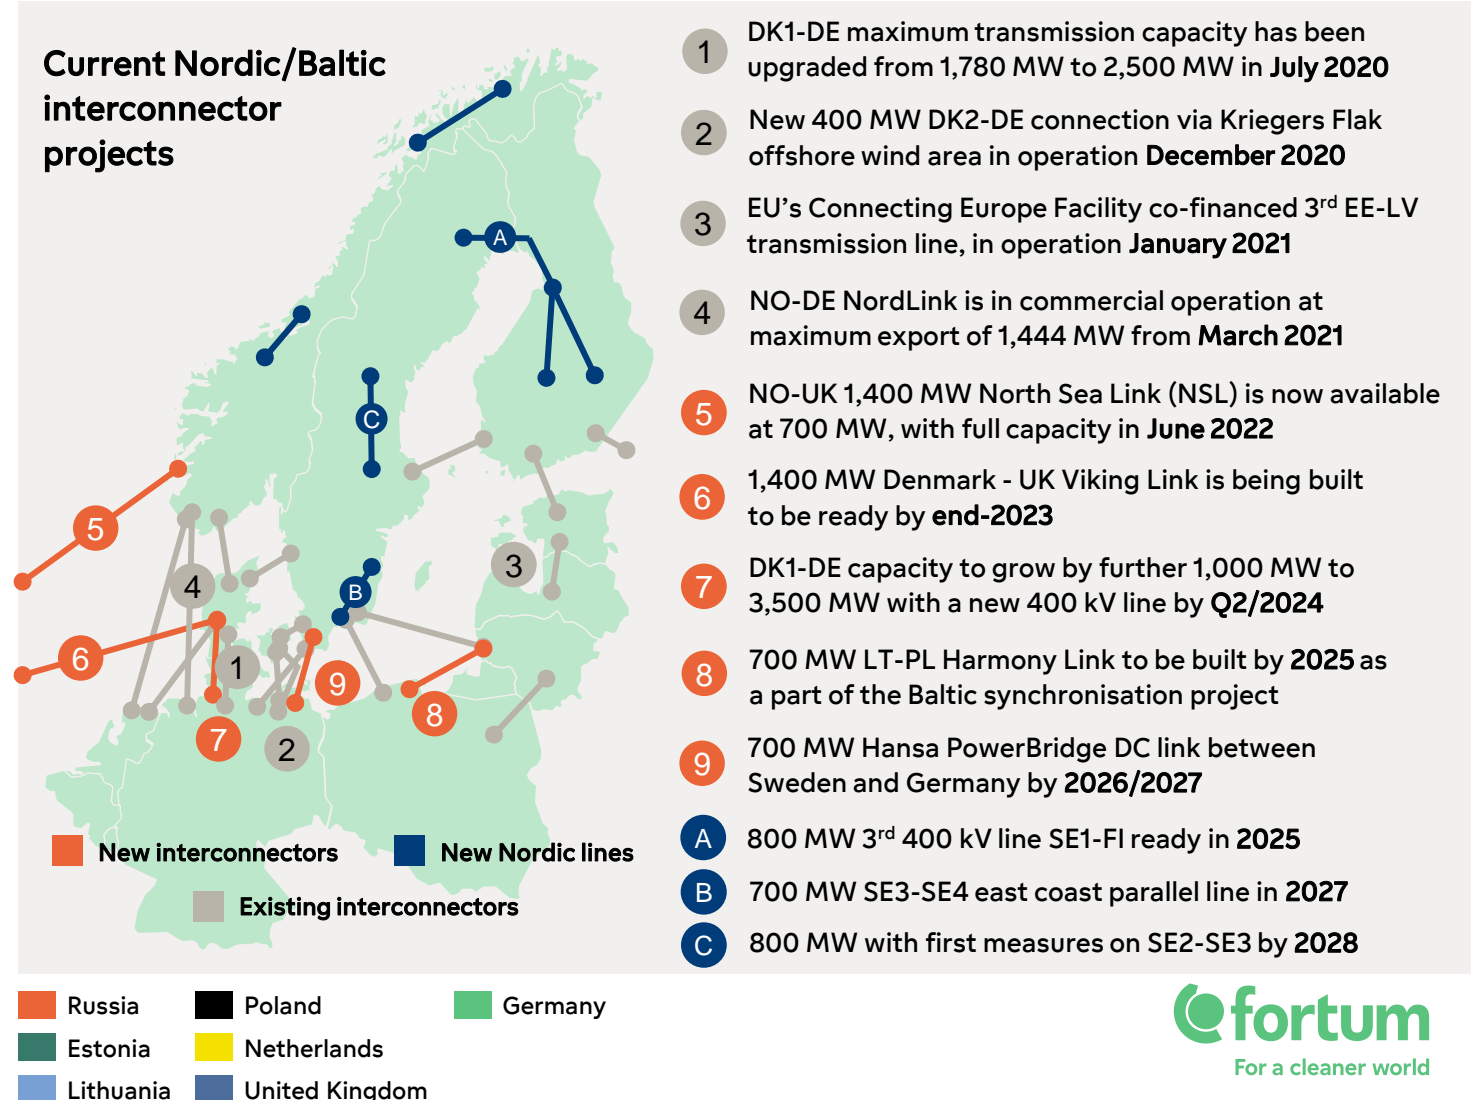 Current Nordic/Baltic
interconnector
projects
1
DK1-DE maximum transmission capacity has been
upgraded from 1,780 MW to 2,500 MW in July 2020
2
New 400 MW DK2-DE connection via Kriegers Flak
offshore wind area in operation December 2020
3
EU’s Connecting Europe Facility co-financed 3rd EE-LV
transmission line, in operation January 2021
4
NO-DE NordLink is in commercial operation at
maximum export of 1,444 MW from March 2021
5
NO-UK 1,400 MW North Sea Link (NSL) is now available
at 700 MW, with full capacity in June 2022
6
1,400 MW Denmark - UK Viking Link is being built
to be ready by end-2023
7
DK1-DE capacity to grow by further 1,000 MW to
3,500 MW with a new 400 kV line by Q2/2024
8
700 MW LT-PL Harmony Link to be built by 2025 as
a part of the Baltic synchronisation project
9
700 MW Hansa PowerBridge DC link between
Sweden and Germany by 2026/2027
A
800 MW 3rd 400 kV line SE1-FI ready in 2025
B
700 MW SE3-SE4 east coast parallel line in 2027
C
800 MW with first measures on SE2-SE3 by 2028
A
C
5
3
4
B
6
1
9
8
7
2
New interconnectors
New Nordic lines
Existing interconnectors
Russia
Poland
Germany
Estonia
Netherlands
Lithuania
United Kingdom
fortum
For a cleaner world